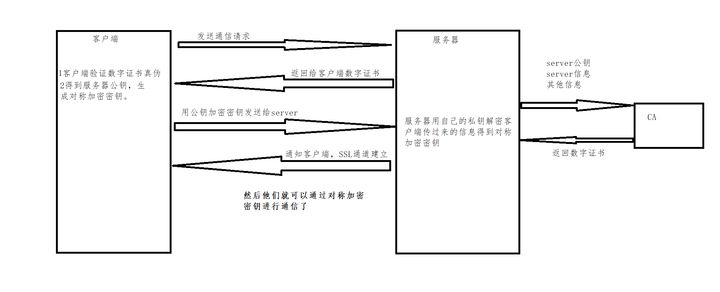 客户端
发送通信请求
服务器
1客户端验证数字证书真伪
2得到服务器公钥，生
成对称加密密钥。
返回给客户端数字证书
server公钥
server信息
其他信息
用公钥加密密钥发送给server
服务器用自己的私钥解密客
户端传过来的信息得到对称
加密密钥
CA
通知客户端，SSL通道建立
返回数字证书
然后他们就可以通过对称加密
密钥进行通信了